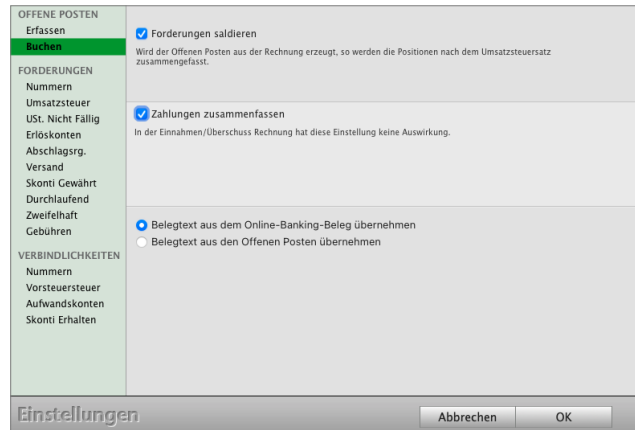 OFFENE POSTEN
Erfassen
Buchen
FORDERUNGEN
Nummern
Umsatzsteuer
USt. Nicht Fällig
Erlöskonten
Abschlagsrg.
Versand
Skonti Gewährt
Durchlaufend
Zweifelhaft
Gebühren
VERBINDLICHKEITEN
Nummern
Vorsteuersteuer
Aufwandskonten
Skonti Erhalten
Forderungen saldieren
Wird der Offenen Posten aus der Rechnung erzeugt, so werden die Positionen nach dem Umsatzsteuersatz
zusammengefasst.
Zahlungen zusammenfassen
In der Einnahmen/Überschuss Rechnung hat diese Einstellung keine Auswirkung.
Belegtext aus dem Online-Banking-Beleg übernehmen
Belegtext aus den Offenen Posten übernehmen
Einstellungen
Abbrechen
OK